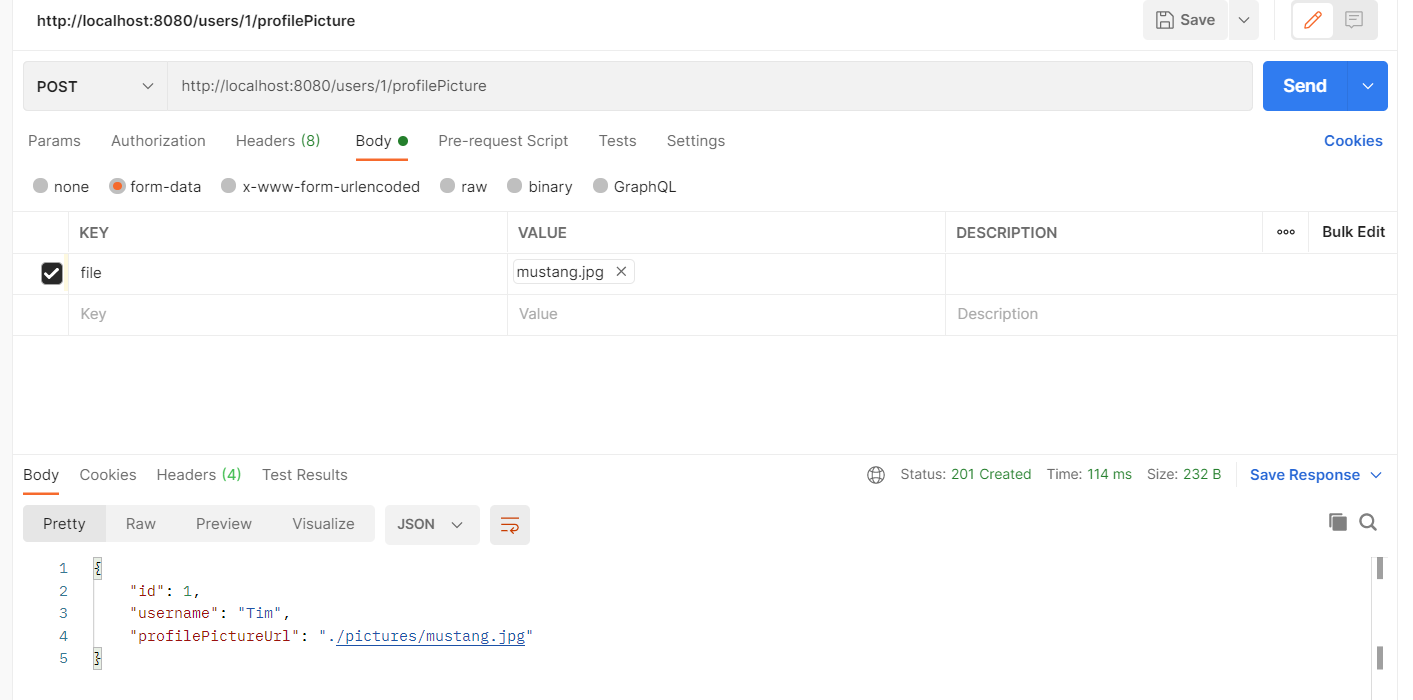 http://localhost:8080/users/1/profilePicture Save
POST http://localhost:8080/users/1/profilePicture Send
Params Authorization Headers (8) Body Pre-request Script Tests Settings Cookies
none form-data x-www-form-urlencoded raw binary GraphQL
KEY VALUE DESCRIPTION ooo Bulk Edit
file mustang.jpg ×
Key Value Description
Body Cookies Headers (4) Test Results Status: 201 Created Time: 114 ms Size: 232 B Save Response
Pretty Raw Preview Visualize JSON
1 {
2 "id": 1,
3 "username": "Tim",
4 "profilePictureUrl": "./pictures/mustang.jpg"
5 }